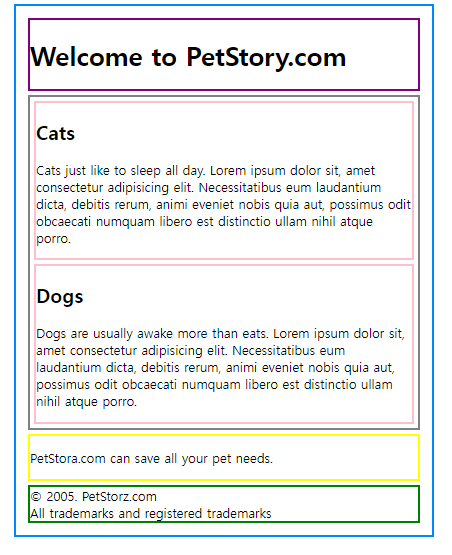 Welcome to PetStory.com
Cats
Cats just like to sleep all day. Lorem ipsum dolor sit, amet
consectetur adipisicing elit. Necessitatibus eum laudantium
dicta, debitis rerum, animi eveniet nobis quia aut, possimus odit
obcaecati numquam libero est distinctio ullam nihil atque
porro.
Dogs
Dogs are usually awake more than eats. Lorem ipsum dolor sit,
amet consectetur adipisicing elit. Necessitatibus eum
laudantium dicta, debitis rerum, animi eveniet nobis quia aut,
possimus odit obcaecati numquam libero est distinctio ullam
nihil atque porro.
PetStora.com can save all your pet needs.
© 2005. PetStorz.com
All trademarks and registered trademarks